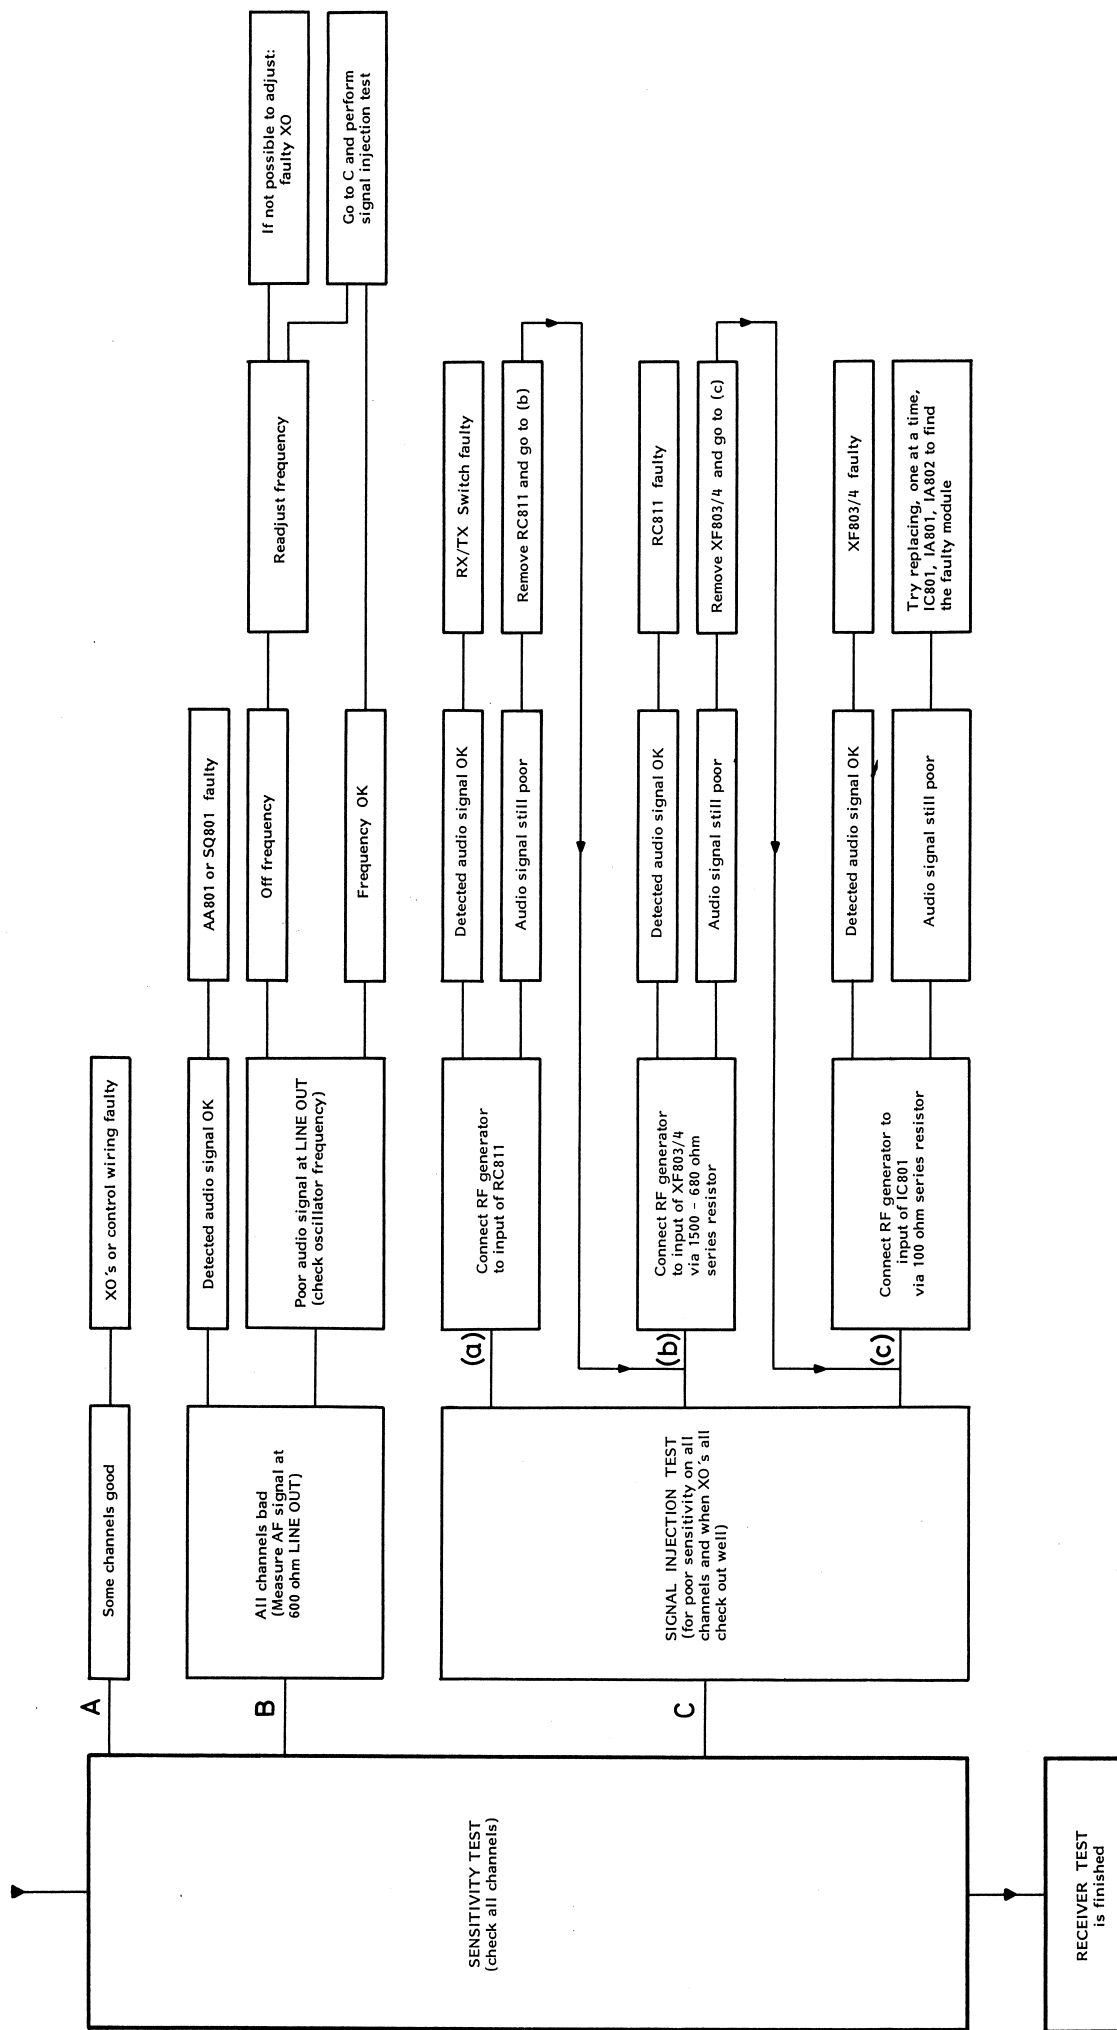 SENSITIVITY TEST
(check all channels)
RECEIVER TEST
is finished
A
Some channels good
XO's or control wiring faulty
B
All channels bad
(Measure AF signal at
600 ohm LINE OUT)
Detected audio signal OK
AA801 or SQ801 faulty
Poor audio signal at LINE OUT
(check oscillator frequency)
Off frequency
Readjust frequency
If not possible to adjust:
faulty XO
Frequency OK
Go to C and perform
signal injection test
C
SIGNAL INJECTION TEST
(for poor sensitivity on all
channels and when XO's all
check out well)
(a)
Connect RF generator
to input of RC811
Detected audio signal OK
RX/TX Switch faulty
Audio signal still poor
Remove RC811 and go to (b)
(b)
Connect RF generator
to input of XF803/4
via 1500 - 680 ohm
series resistor
Detected audio signal OK
RC811 faulty
Audio signal still poor
Remove XF803/4 and go to (c)
(c)
Connect RF generator to
input of IC801
via 100 ohm series resistor
Detected audio signal OK
XF803/4 faulty
Audio signal still poor
Try replacing, one at a time,
IC801, IA801, IA802 to find
the faulty module